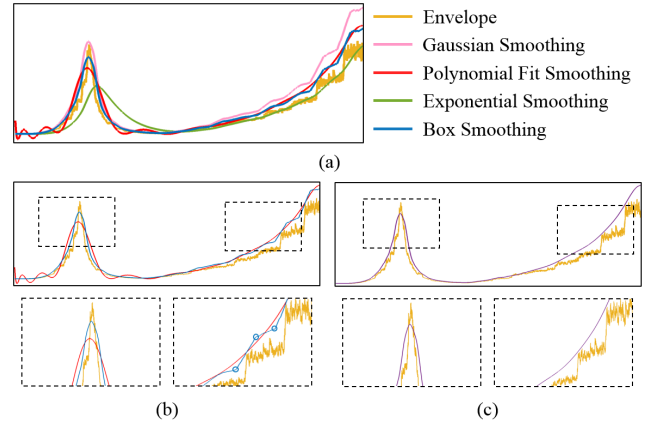 Envelope
Gaussian Smoothing
Polynomial Fit Smoothing
Exponential Smoothing
Box Smoothing
(a)
(b)
(c)